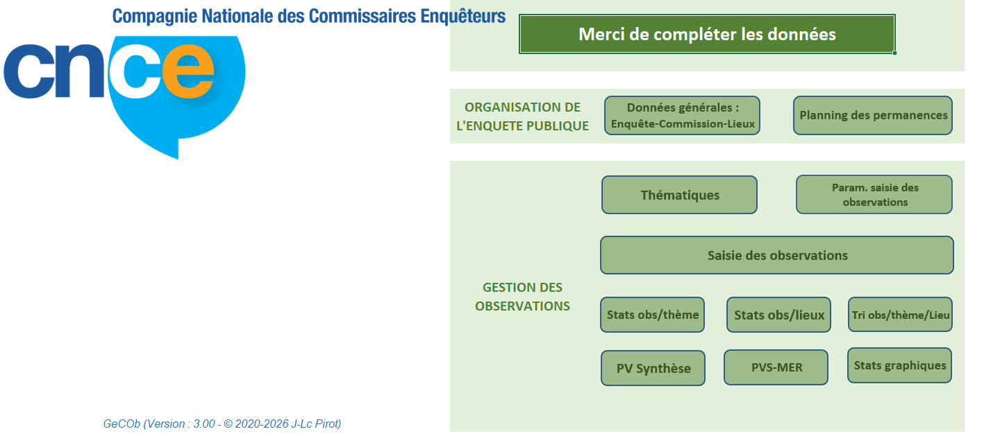 Compagnie Nationale des Commissaires Enquêteurs
cnce
Merci de compléter les données
ORGANISATION DE
L'ENQUETE PUBLIQUE
Données générales :
Enquête-Commission-Lieux
Planning des permanences
GESTION DES
OBSERVATIONS
Thématiques
Param. saisie des
observations
Saisie des observations
Stats obs/thème
Stats obs/lieux
Tri obs/thème/Lieu
PV Synthèse
PVS-MER
Stats graphiques
GeCOb (Version : 3.00 - © 2020-2026 J-Lc Pirot)